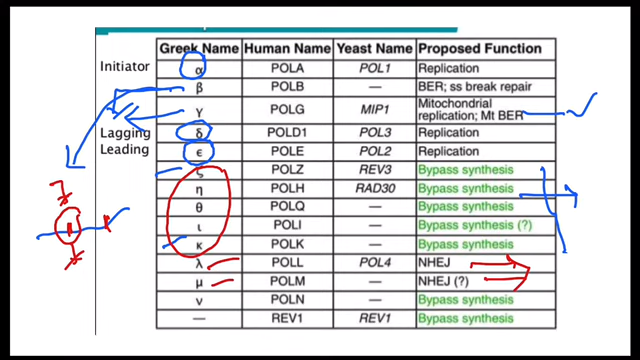 Greek Name Human Name Yeast Name Proposed Function
Initiator α POLA POL1 Replication
β POLB — BER; ss break repair
γ POLG MIP1 Mitochondrial
replication; Mt BER
Lagging δ POLD1 POL3 Replication
Leading ε POLE POL2 Replication
ζ POLZ REV3 Bypass synthesis
η POLH RAD30 Bypass synthesis
θ POLQ — Bypass synthesis
ι POLI — Bypass synthesis (?)
κ POLK — Bypass synthesis
λ POLL POL4 NHEJ
μ POLM — NHEJ (?)
ν POLN — Bypass synthesis
— REV1 REV1 Bypass synthesis